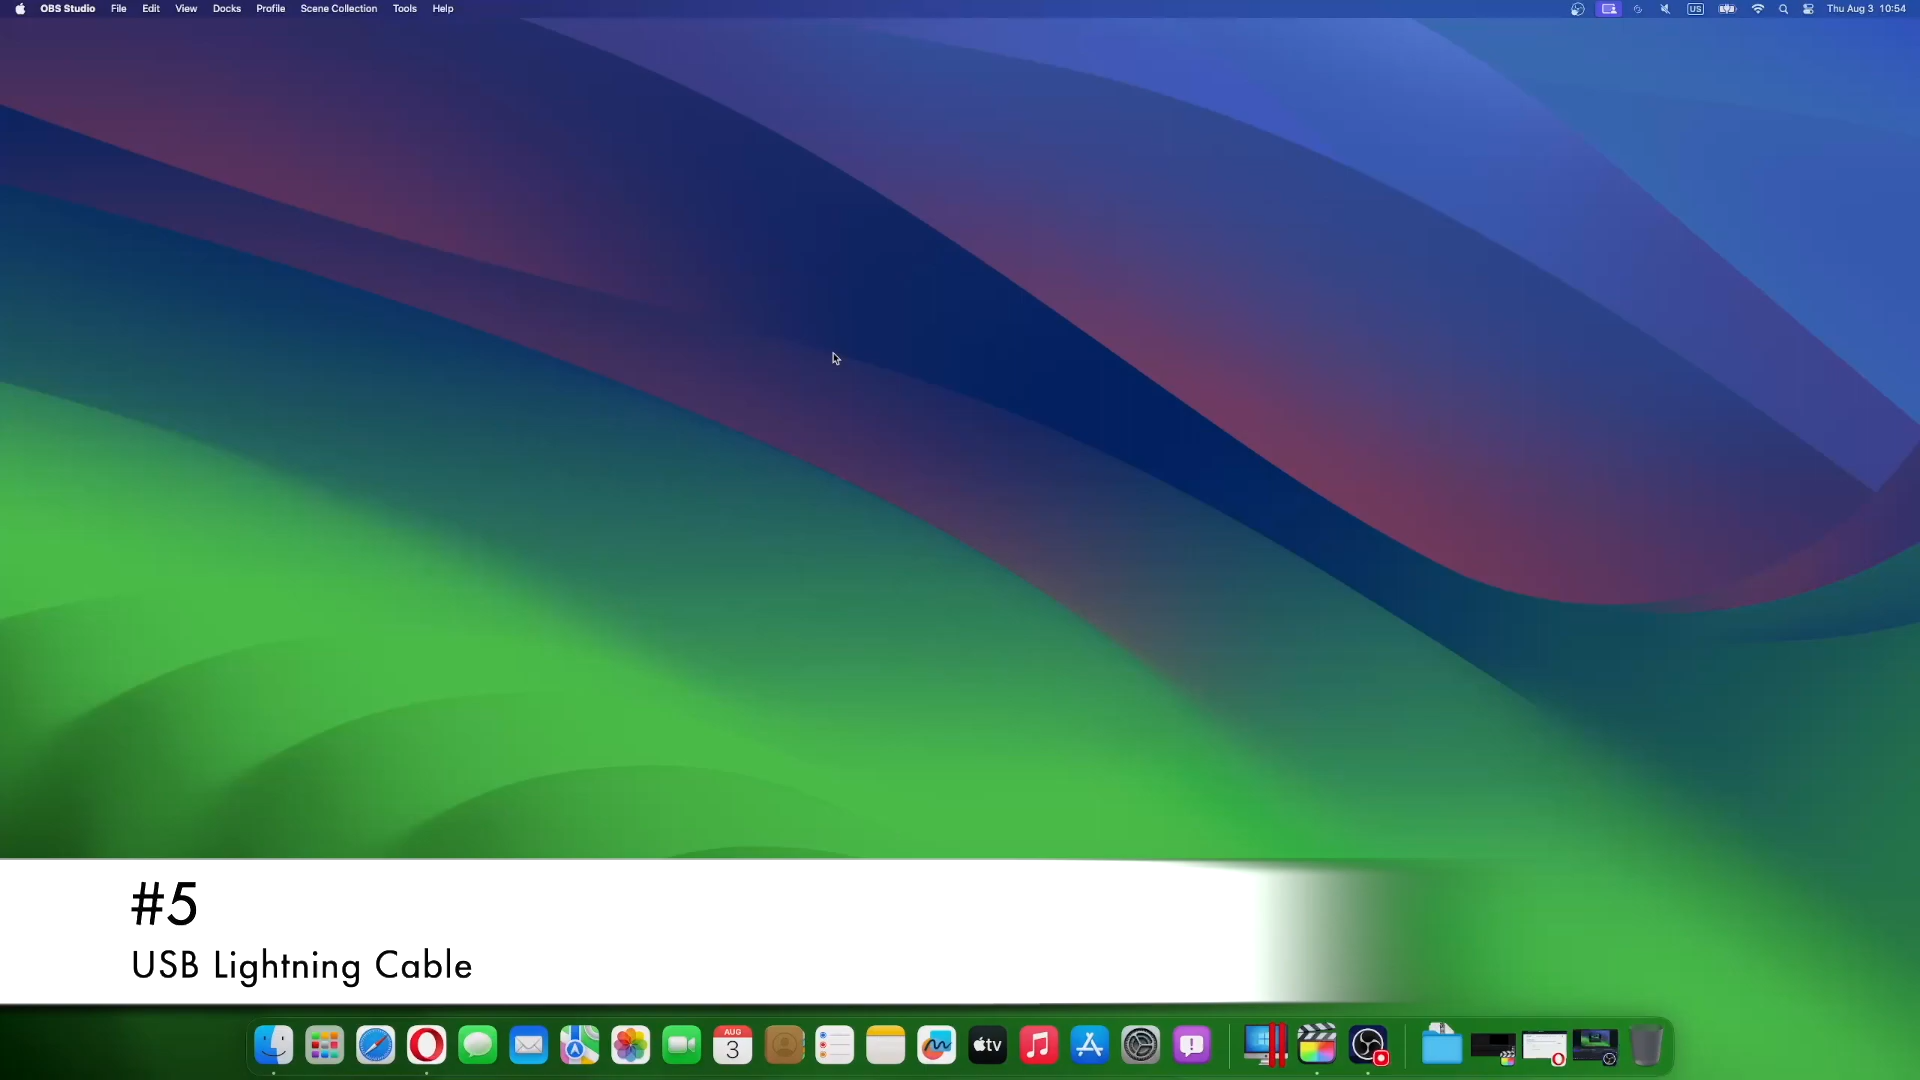 OBS Studio File Edit View Docks Profile Scene Collection Tools Help US Thu Aug 3 10:54
#5
USB Lightning Cable
AUG
3
tv